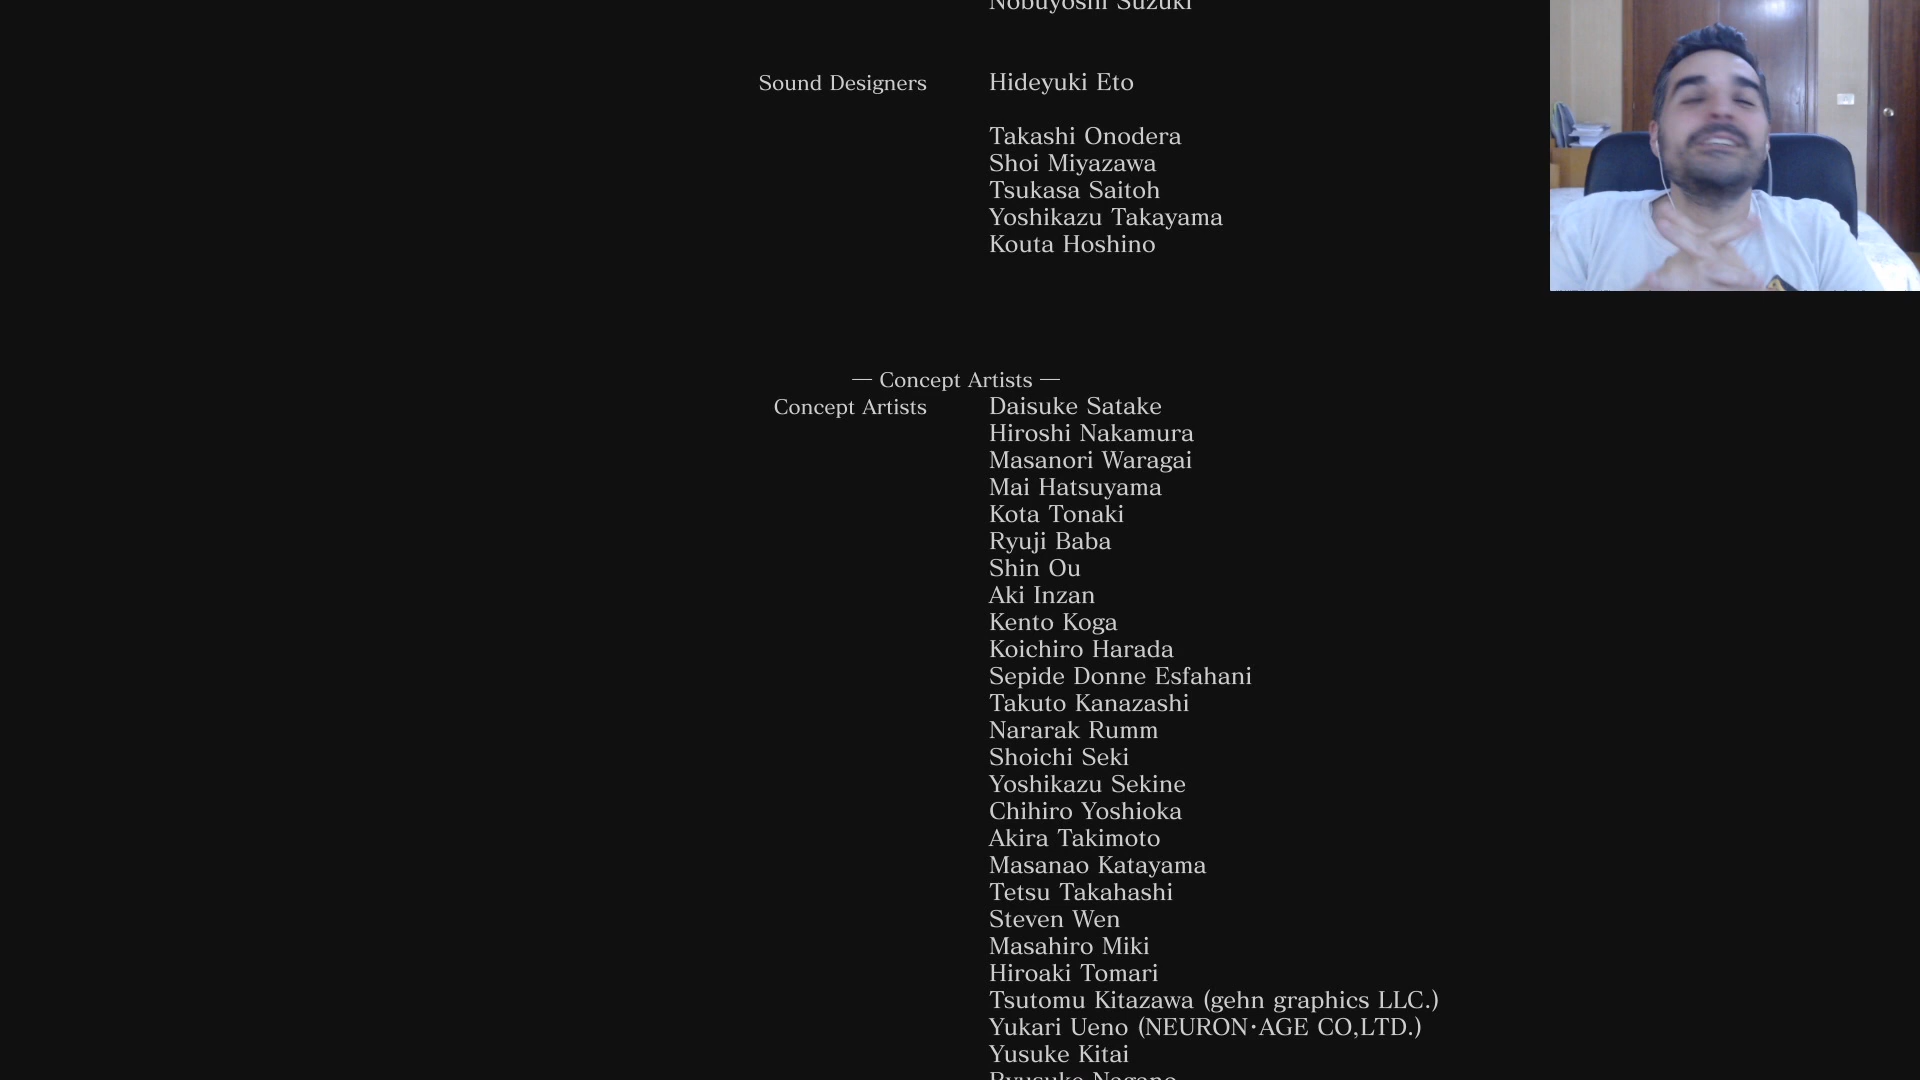 Nobuyoshi Suzuki
Sound Designers Hideyuki Eto
Takashi Onodera
Shoi Miyazawa
Tsukasa Saitoh
Yoshikazu Takayama
Kouta Hoshino
— Concept Artists —
Concept Artists Daisuke Satake
Hiroshi Nakamura
Masanori Waragai
Mai Hatsuyama
Kota Tonaki
Ryuji Baba
Shin Ou
Aki Inzan
Kento Koga
Koichiro Harada
Sepide Donne Esfahani
Takuto Kanazashi
Nararak Rumm
Shoichi Seki
Yoshikazu Sekine
Chihiro Yoshioka
Akira Takimoto
Masanao Katayama
Tetsu Takahashi
Steven Wen
Masahiro Miki
Hiroaki Tomari
Tsutomu Kitazawa (gehn graphics LLC.)
Yukari Ueno (NEURON・AGE CO,LTD.)
Yusuke Kitai
Ryusuke Nagano